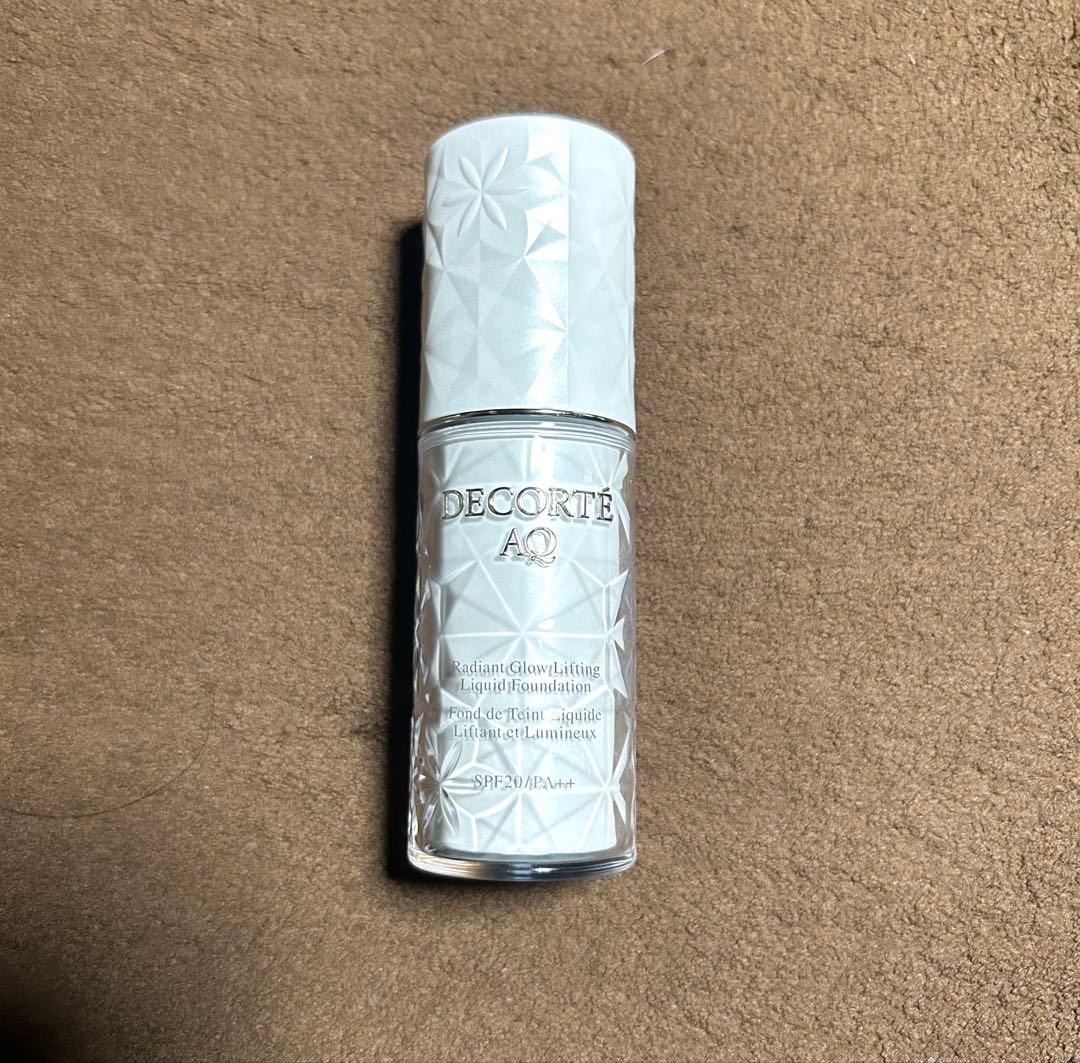 DECORTÉ
AQ
Radiant Glow Lifting
Liquid Foundation
Fond de Teint Liquide
Liftant et Lumineux
SPF20/PA++